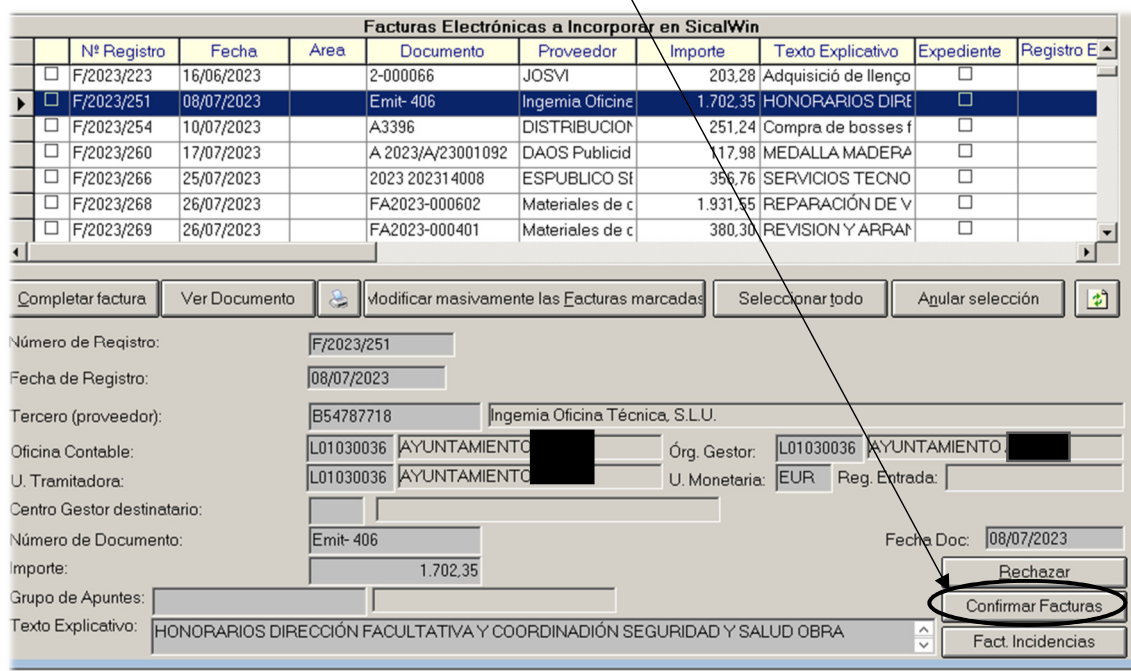 Facturas Electrónicas a Incorporar en SicalWin
Nº Registro Fecha Area Documento Proveedor Importe Texto Explicativo Expediente Registro E
F/2023/223 16/06/2023 2-000066 JOSVI 203,28 Adquisició de llenço
F/2023/251 08/07/2023 Emit- 406 Ingemia Oficina 1.702,35 HONORARIOS DIRE
F/2023/254 10/07/2023 A3396 DISTRIBUCION 251,24 Compra de bosses f
F/2023/260 17/07/2023 A 2023/A/23001092 DAOS Publicid 117,98 MEDALLA MADERA
F/2023/266 25/07/2023 2023 202314008 ESPUBLICO SE 356,76 SERVICIOS TECNO
F/2023/268 26/07/2023 FA2023-000602 Materiales de c 1.931,55 REPARACIÓN DE V
F/2023/269 26/07/2023 FA2023-000401 Materiales de c 380,30 REVISION Y ARRAN
Completar factura Ver Documento Modificar masivamente las Facturas marcadas Seleccionar todo Anular selección
Número de Registro: F/2023/251
Fecha de Registro: 08/07/2023
Tercero (proveedor): B54787718 Ingemia Oficina Técnica, S.L.U.
Oficina Contable: L01030036 AYUNTAMIENTO Órg. Gestor: L01030036 AYUNTAMIENTO
U. Tramitadora: L01030036 AYUNTAMIENTO U. Monetaria: EUR Reg. Entrada:
Centro Gestor destinatario:
Número de Documento: Emit- 406 Fecha Doc: 08/07/2023
Importe: 1.702,35 Rechazar
Grupo de Apuntes: Confirmar Facturas
Texto Explicativo: HONORARIOS DIRECCIÓN FACULTATIVA Y COORDINADIÓN SEGURIDAD Y SALUD OBRA Fact. Incidencias